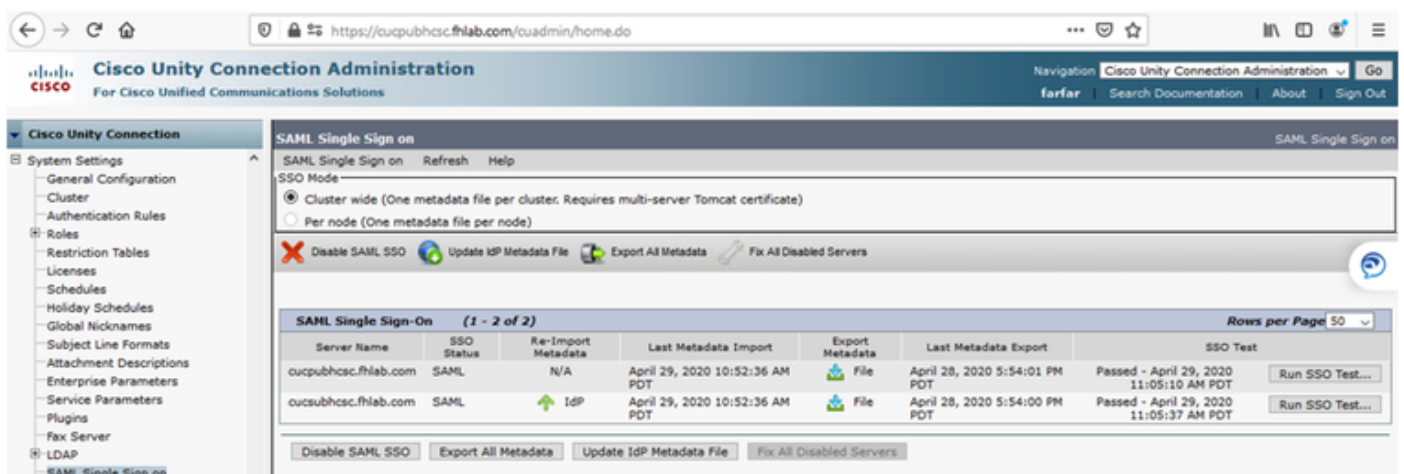 https://cucpubhcsc.fhlab.com/cuadmin/home.do
cisco
Cisco Unity Connection Administration
For Cisco Unified Communications Solutions
Navigation Cisco Unity Connection Administration Go
farfar | Search Documentation | About | Sign Out
Cisco Unity Connection
System Settings
General Configuration
Cluster
Authentication Rules
Roles
Restriction Tables
Licenses
Schedules
Holiday Schedules
Global Nicknames
Subject Line Formats
Attachment Descriptions
Enterprise Parameters
Service Parameters
Plugins
Fax Server
LDAP
SAML Single Sign on
SAML Single Sign on
SAML Single Sign on
SAML Single Sign on Refresh Help
SSO Mode
Cluster wide (One metadata file per cluster. Requires multi-server Tomcat certificate)
Per node (One metadata file per node)
Disable SAML SSO Update IdP Metadata File Export All Metadata Fix All Disabled Servers
SAML Single Sign-On (1 - 2 of 2) Rows per Page 50
Server Name SSO Status Re-Import Metadata Last Metadata Import Export Metadata Last Metadata Export SSO Test
cucpubhcsc.fhlab.com SAML N/A April 29, 2020 10:52:36 AM PDT File April 28, 2020 5:54:01 PM PDT Passed - April 29, 2020 11:05:10 AM PDT Run SSO Test...
cucsubhcsc.fhlab.com SAML IdP April 29, 2020 10:52:36 AM PDT File April 28, 2020 5:54:00 PM PDT Passed - April 29, 2020 11:05:37 AM PDT Run SSO Test...
Disable SAML SSO Export All Metadata Update IdP Metadata File Fix All Disabled Servers